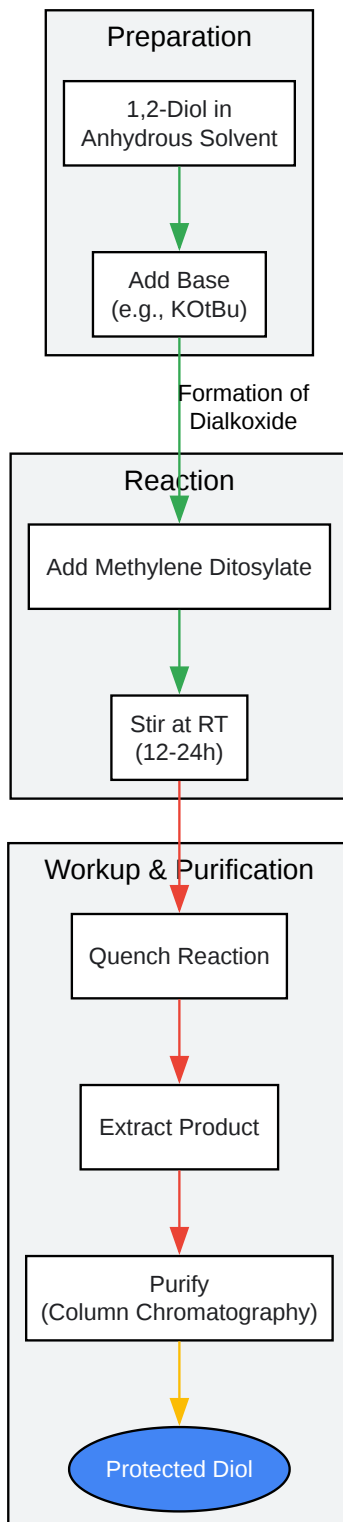 Preparation
1,2-Diol in
Anhydrous Solvent
Add Base
(e.g., KOtBu)
Formation of
Dialkoxide
Reaction
Add Methylene Ditosylate
Stir at RT
(12-24h)
Workup & Purification
Quench Reaction
Extract Product
Purify
(Column Chromatography)
Protected Diol